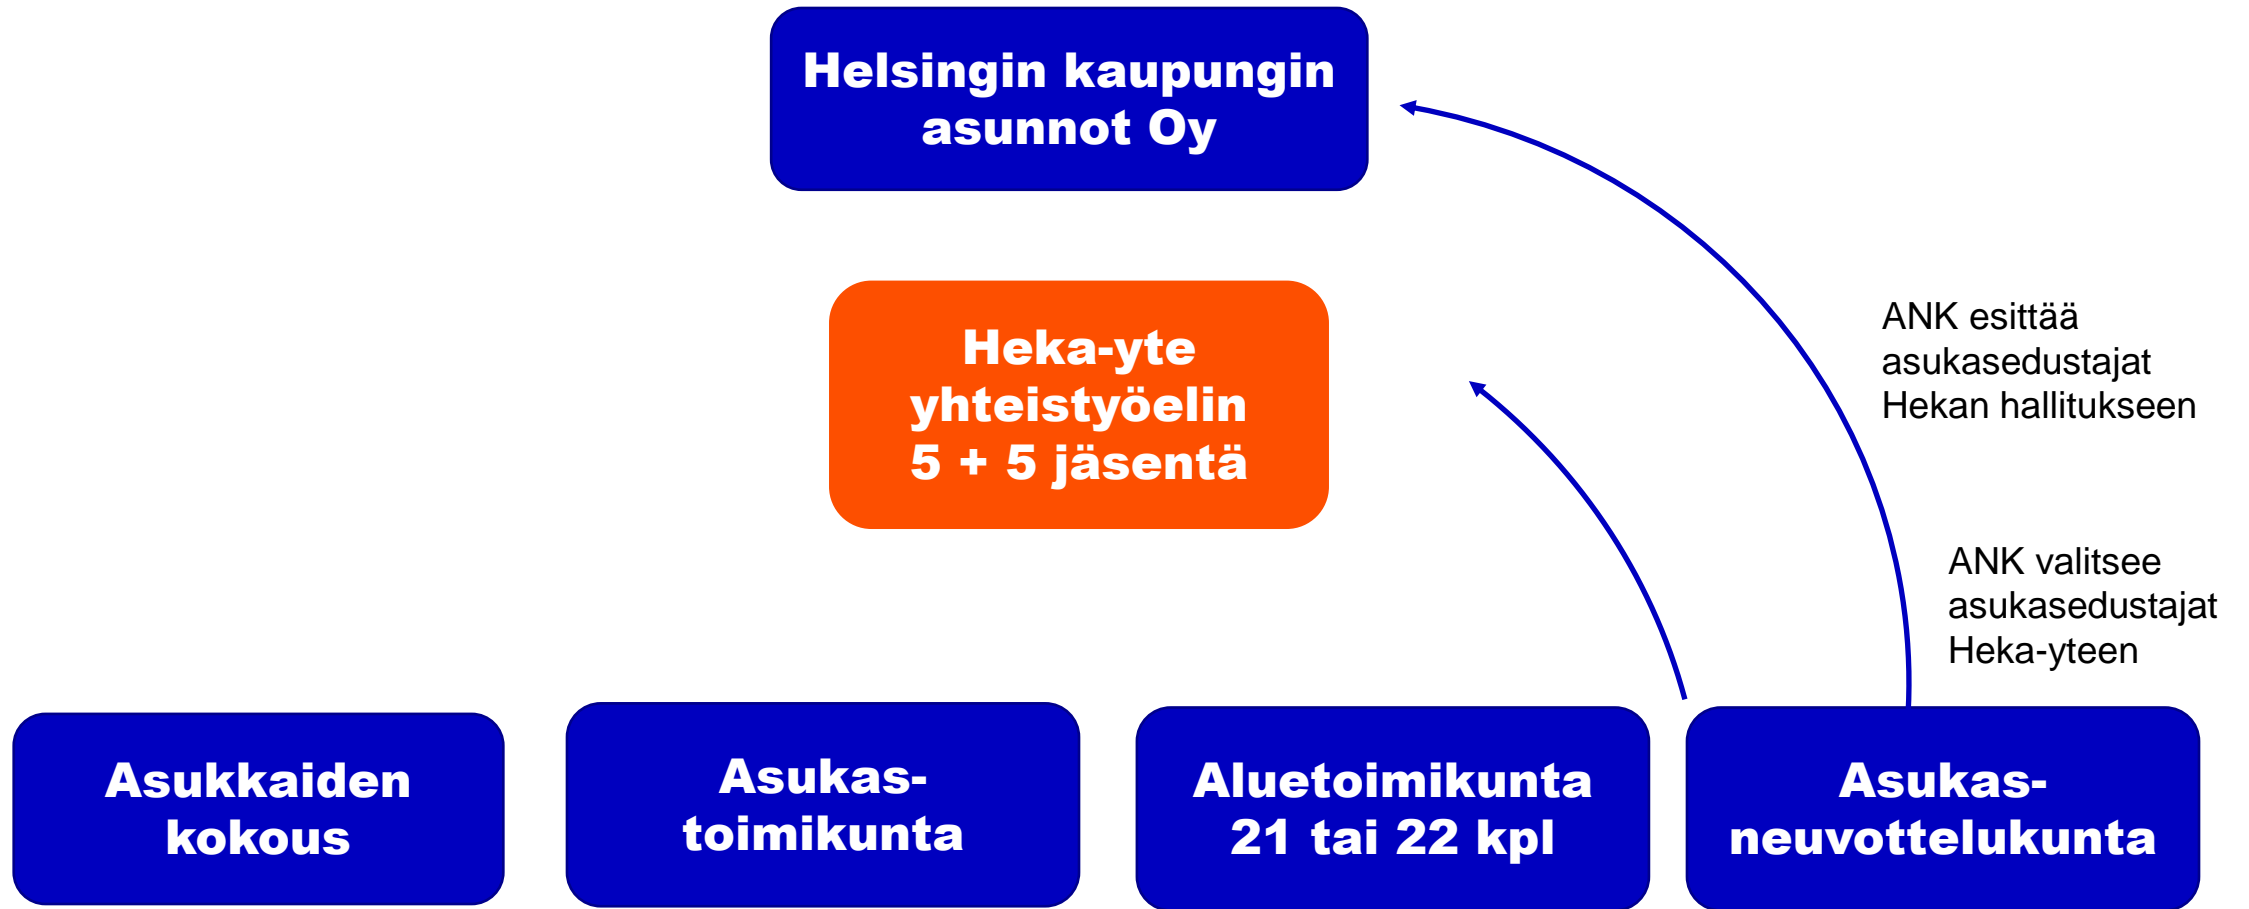 Helsingin kaupungin
asunnot Oy
Heka-yte
yhteistyöelin
5 + 5 jäsentä
ANK esittää
asukasedustajat
Hekan hallitukseen
ANK valitsee
asukasedustajat
Heka-yteen
Asukkaiden
kokous
Asukas-
toimikunta
Aluetoimikunta
21 tai 22 kpl
Asukas-
neuvottelukunta